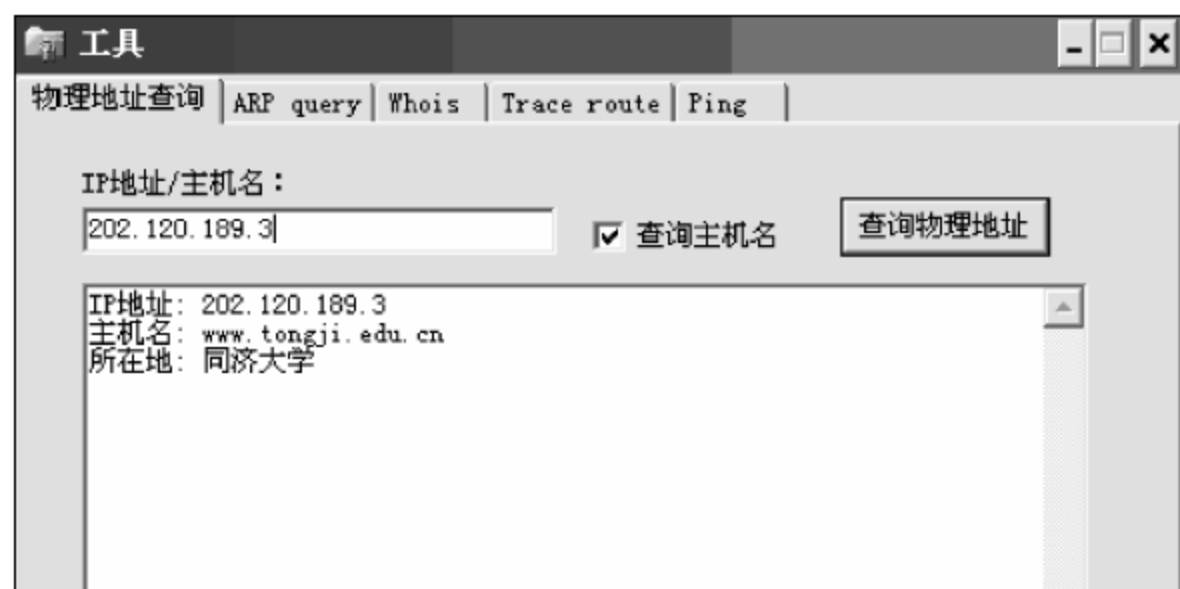 工具
物理地址查询 ARP query Whois Trace route Ping
IP地址/主机名：
202.120.189.3 查询主机名 查询物理地址
IP地址: 202.120.189.3
主机名: www.tongji.edu.cn
所在地: 同济大学